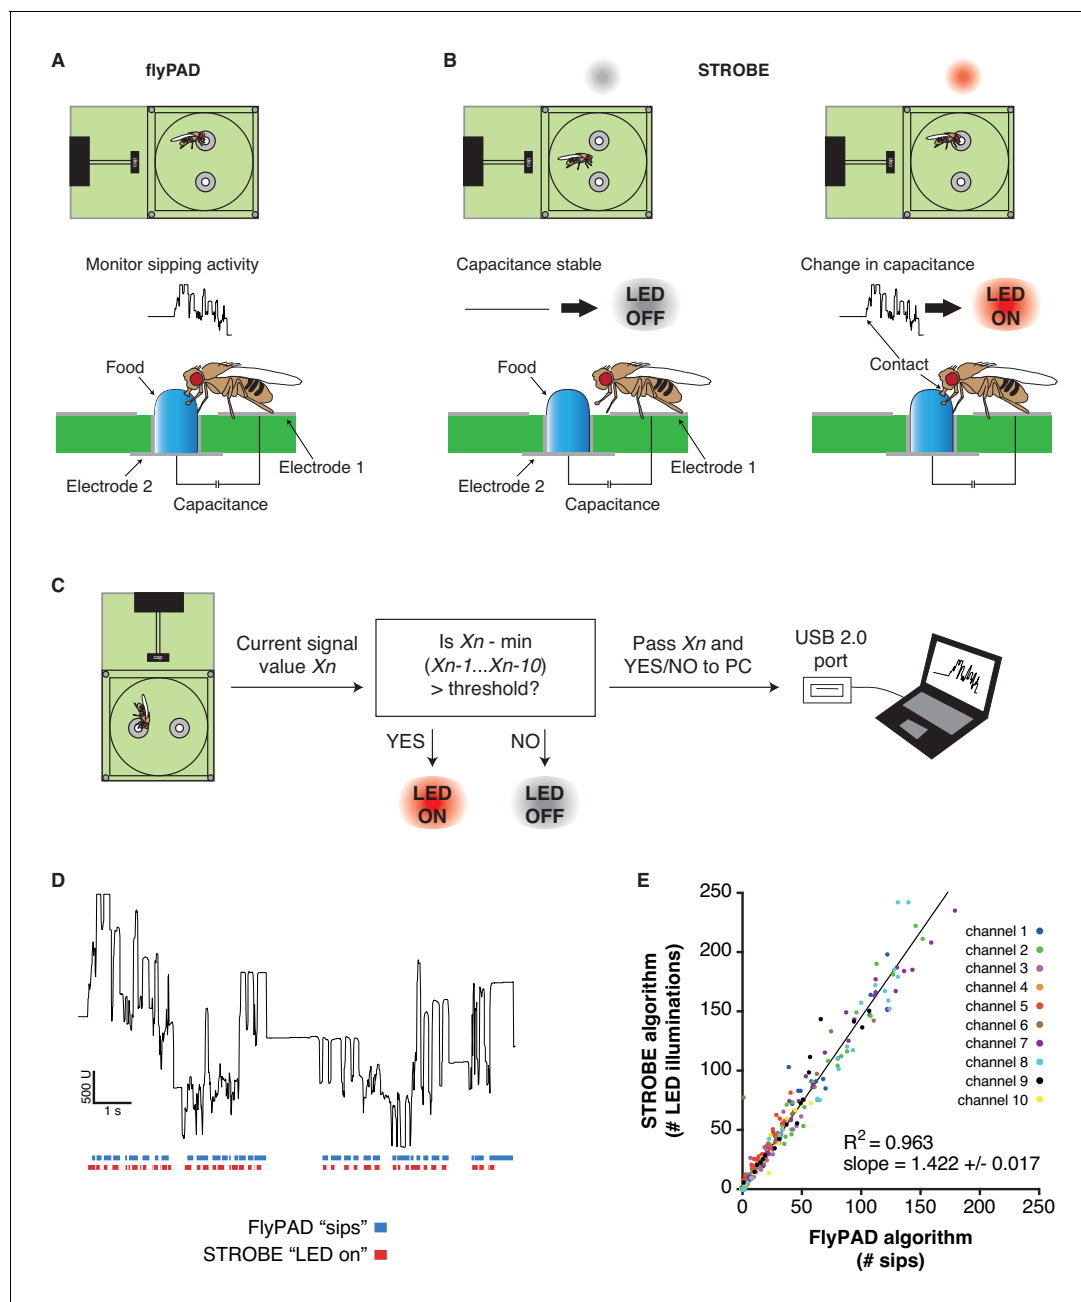 A
flyPAD
cap
Monitor sipping activity
Food
Electrode 1
Electrode 2
Capacitance
B
STROBE
cap
cap
Capacitance stable
LED
OFF
Food
Electrode 1
Electrode 2
Capacitance
Change in capacitance
LED
ON
Contact
C
cap
Current signal
value Xn
Is Xn - min
(Xn-1...Xn-10)
> threshold?
YES
NO
LED
ON
LED
OFF
Pass Xn and
YES/NO to PC
USB 2.0
port
D
500 U
1 s
FlyPAD “sips”
STROBE “LED on”
E
STROBE algorithm
(# LED illuminations)
250
200
150
100
50
0
0
50
100
150
200
250
channel 1
channel 2
channel 3
channel 4
channel 5
channel 6
channel 7
channel 8
channel 9
channel 10
R2 = 0.963
slope = 1.422 +/- 0.017
FlyPAD algorithm
(# sips)